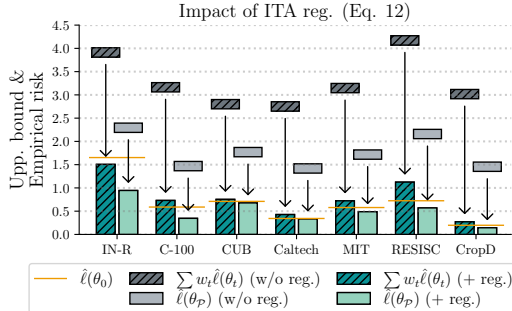 Impact of ITA reg. (Eq. 12)
Upp. bound &
Empirical risk
4.5
4.0
3.5
3.0
2.5
2.0
1.5
1.0
0.5
0.0
IN-R C-100 CUB Caltech MIT RESISC CropD
ℓ̂(θ₀) ∑ wₜℓ̂(θₜ) (w/o reg.) ∑ wₜℓ̂(θₜ) (+ reg.)
ℓ̂(θ_𝒫) (w/o reg.) ℓ̂(θ_𝒫) (+ reg.)